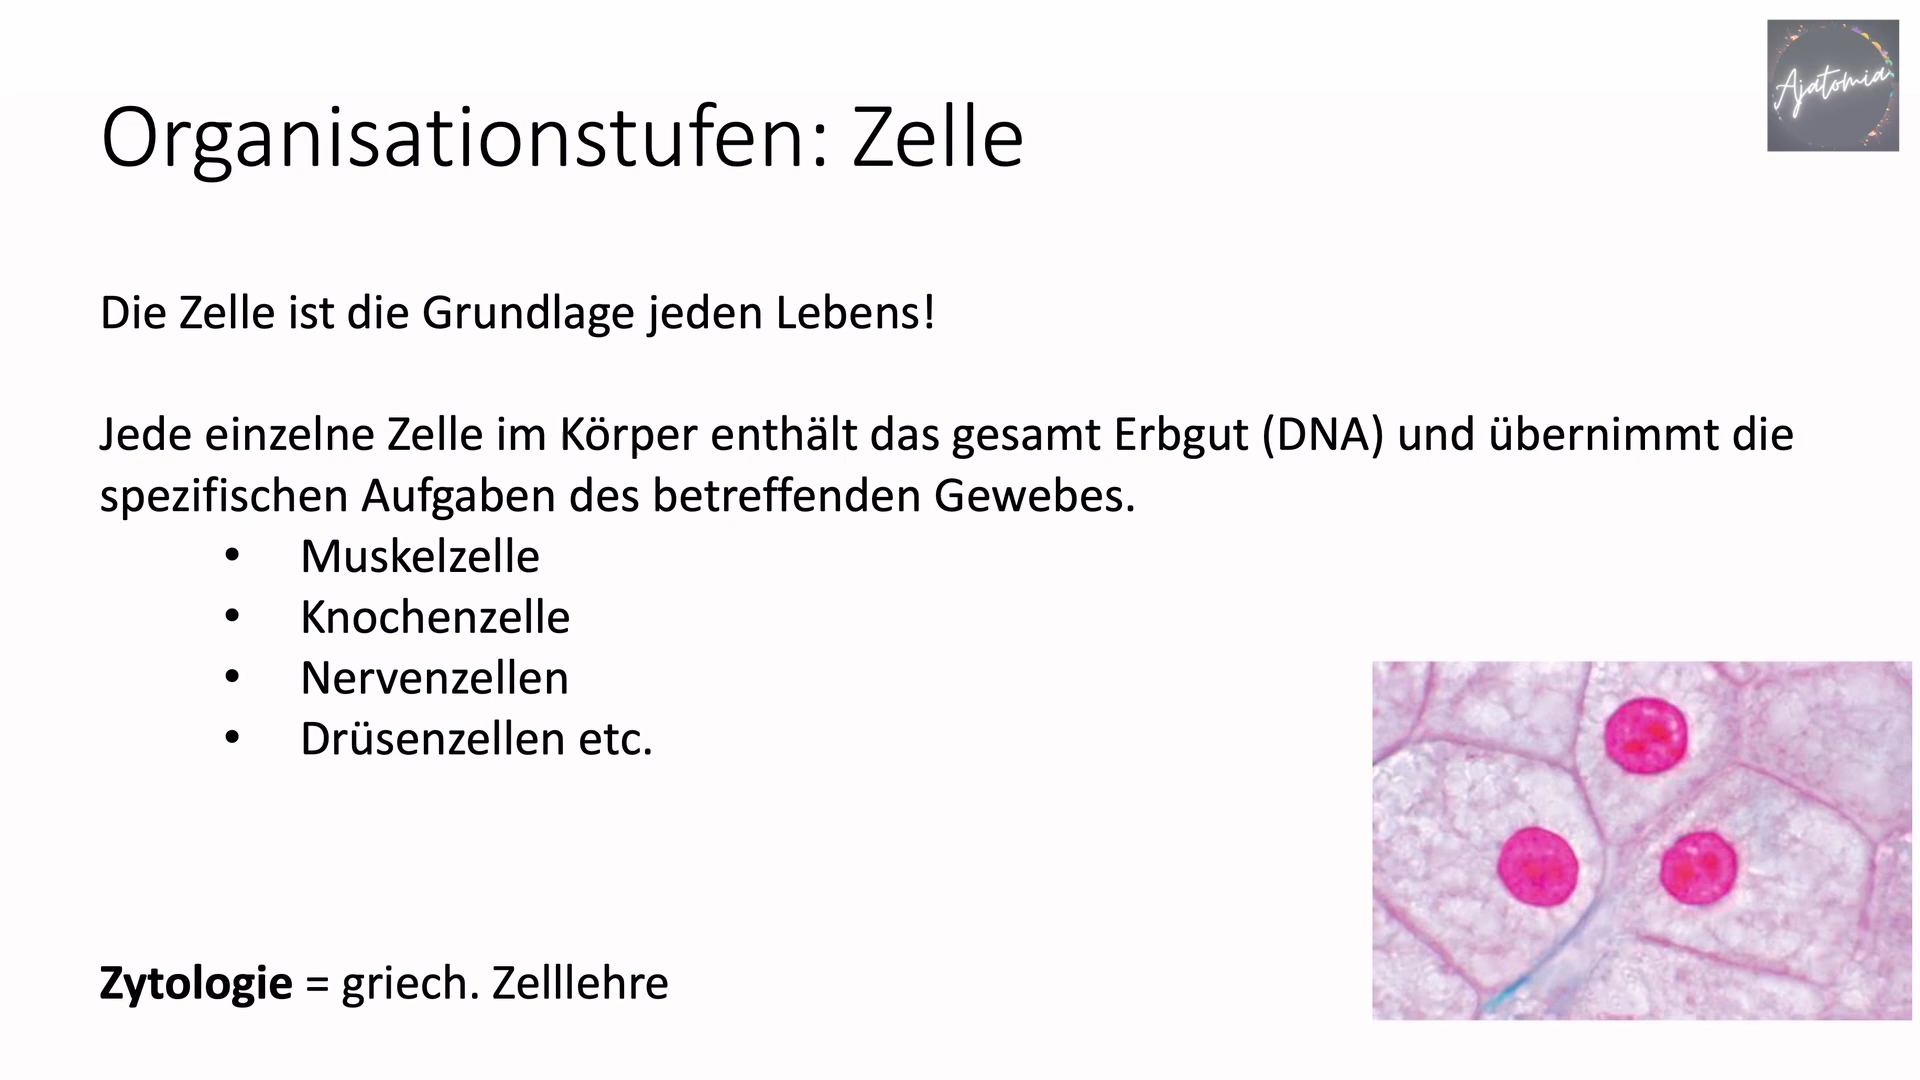 Ajatomia
Organisationstufen: Zelle
Die Zelle ist die Grundlage jeden Lebens!
Jede einzelne Zelle im Körper enthält das gesamt Erbgut (DNA) und übernimmt die
spezifischen Aufgaben des betreffenden Gewebes.
• Muskelzelle
• Knochenzelle
• Nervenzellen
• Drüsenzellen etc.
Zytologie = griech. Zelllehre